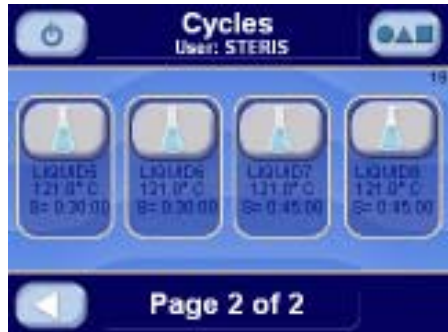 Cycles
User: STERIS
19
LIQUID5 LIQUID6 LIQUID7 LIQUID8
121.0° C 121.0° C 121.0° C 121.0° C
S= 0:30:00 S= 0:30:00 S= 0:45:00 S= 0:45:00
Page 2 of 2